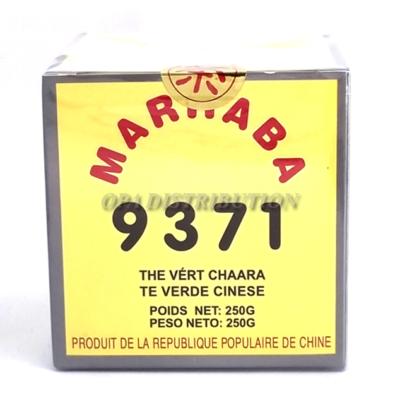 MARHABA
OPA DISTRIBUTION
9371
THE VÉRT CHAARA
TE VERDE CINESE
POIDS NET: 250G
PESO NETO: 250G
PRODUIT DE LA REPUBLIQUE POPULAIRE DE CHINE